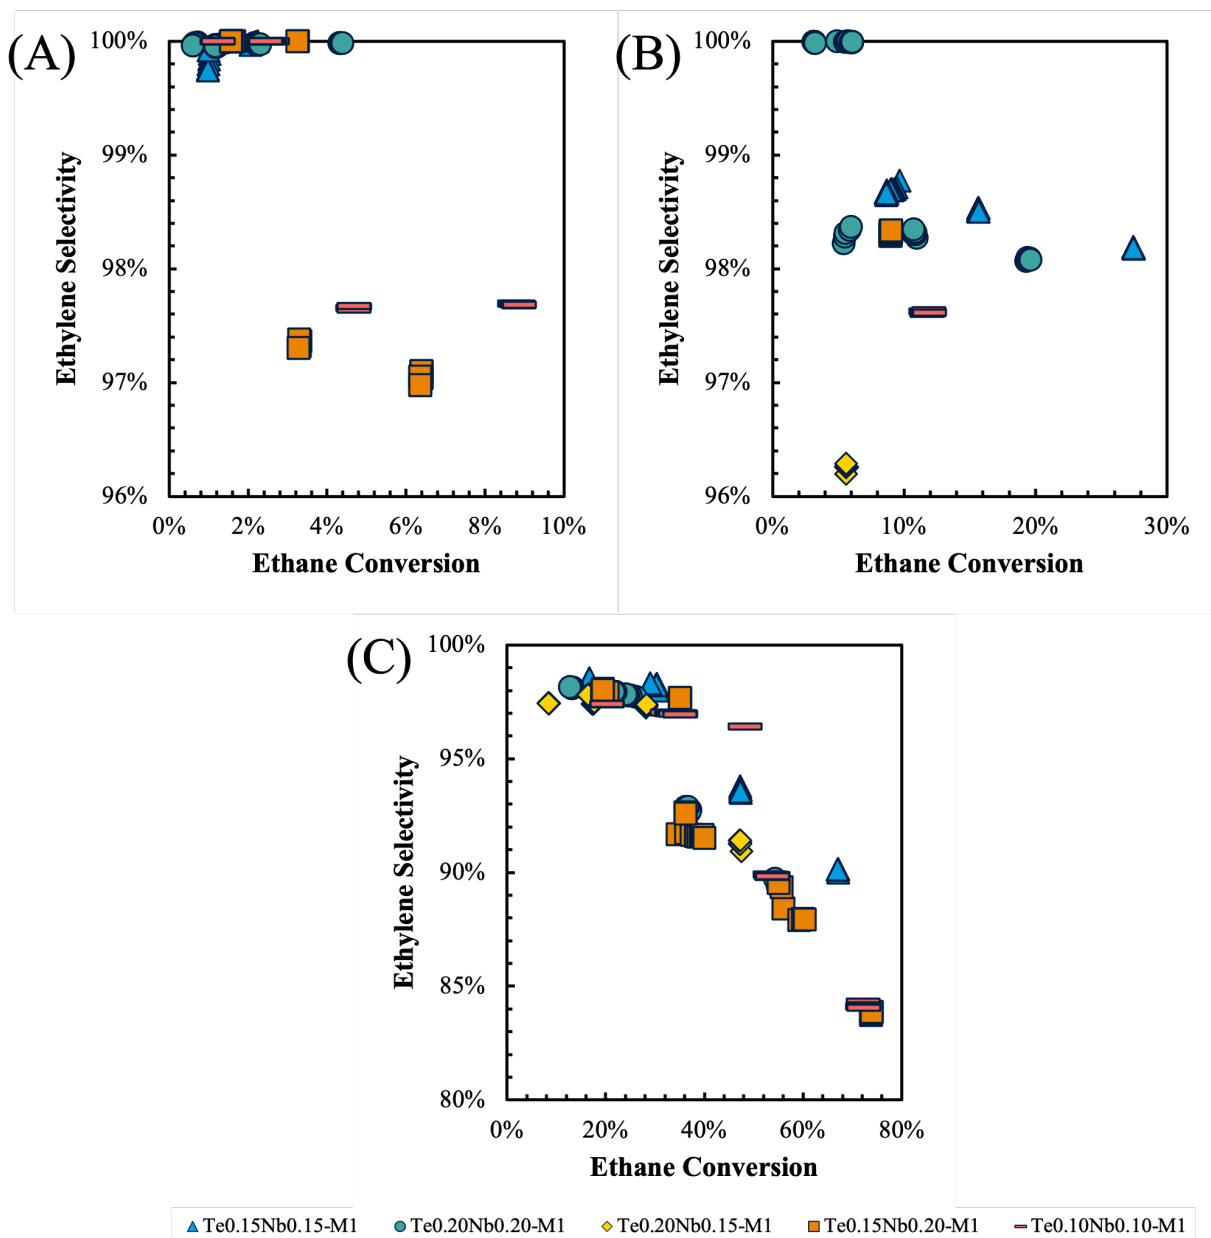 (A)
100%
99%
98%
97%
96%
Ethylene Selectivity
0% 2% 4% 6% 8% 10%
Ethane Conversion
(B)
100%
99%
98%
97%
96%
Ethylene Selectivity
0% 10% 20% 30%
Ethane Conversion
(C)
100%
95%
90%
85%
80%
Ethylene Selectivity
0% 20% 40% 60% 80%
Ethane Conversion
Te0.15Nb0.15-M1 Te0.20Nb0.20-M1 Te0.20Nb0.15-M1 Te0.15Nb0.20-M1 Te0.10Nb0.10-M1